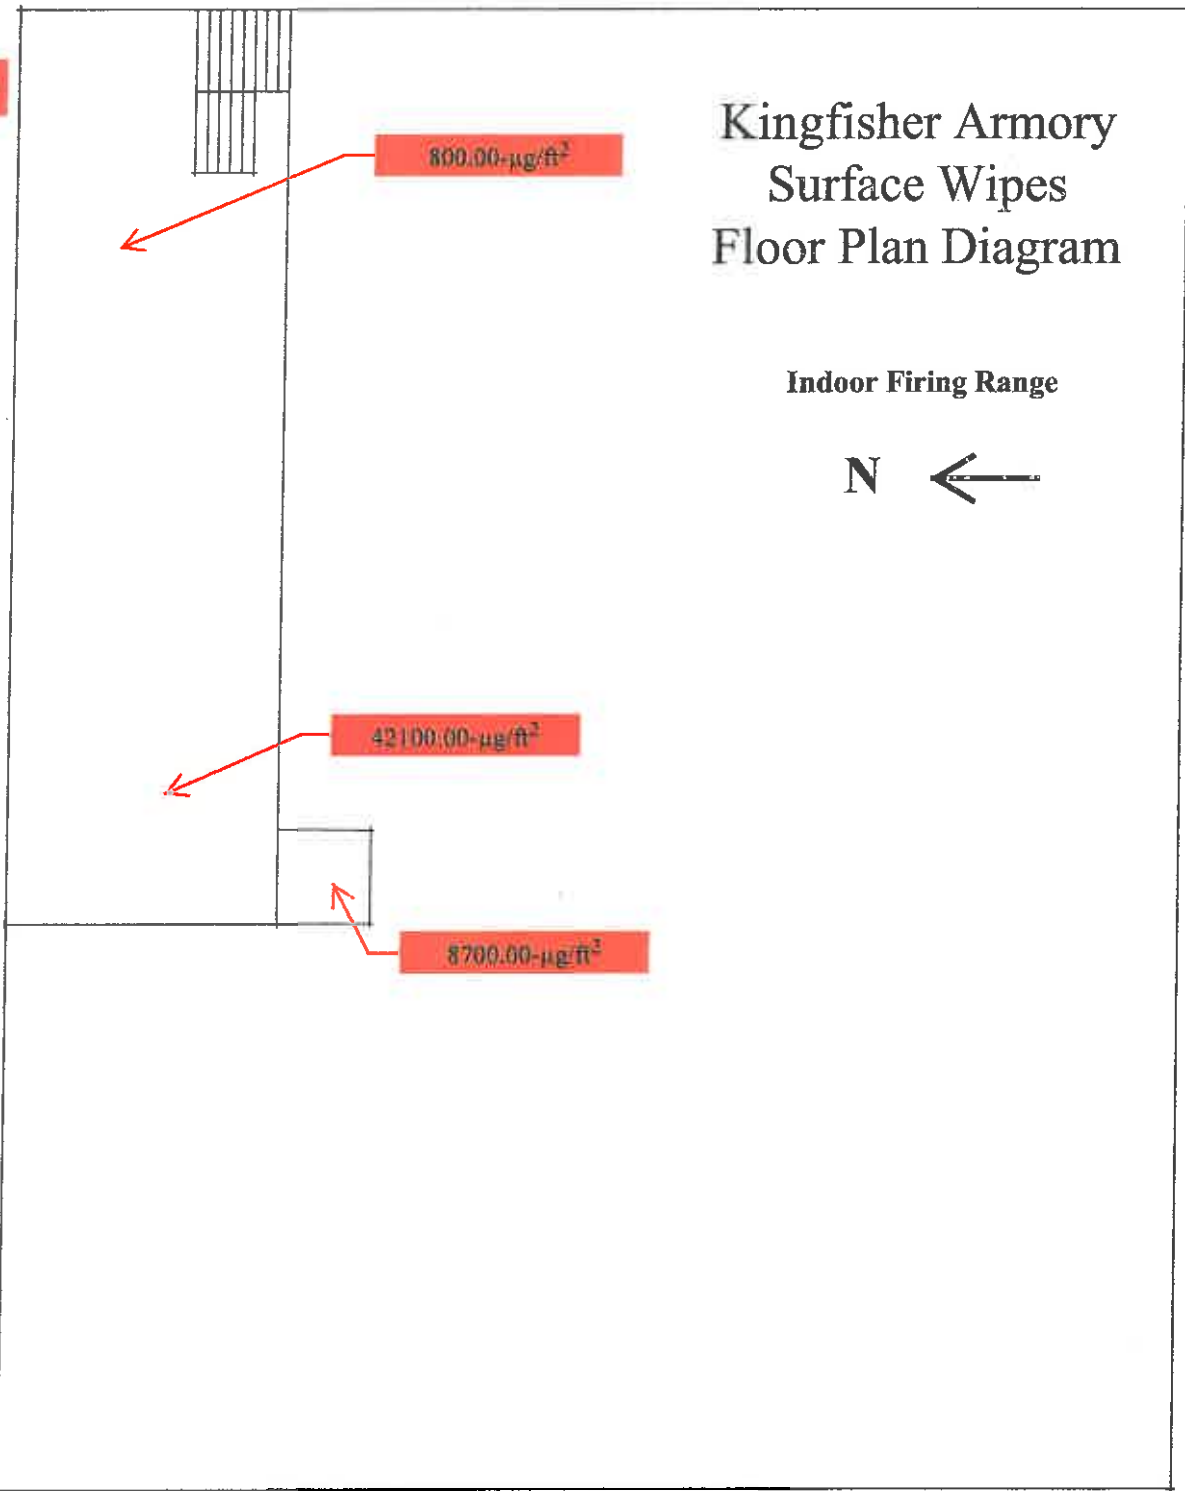 Kingfisher Armory
Surface Wipes
Floor Plan Diagram
800.00-µg/ft²
Indoor Firing Range
N
42100.00-µg/ft²
8700.00-µg/ft²